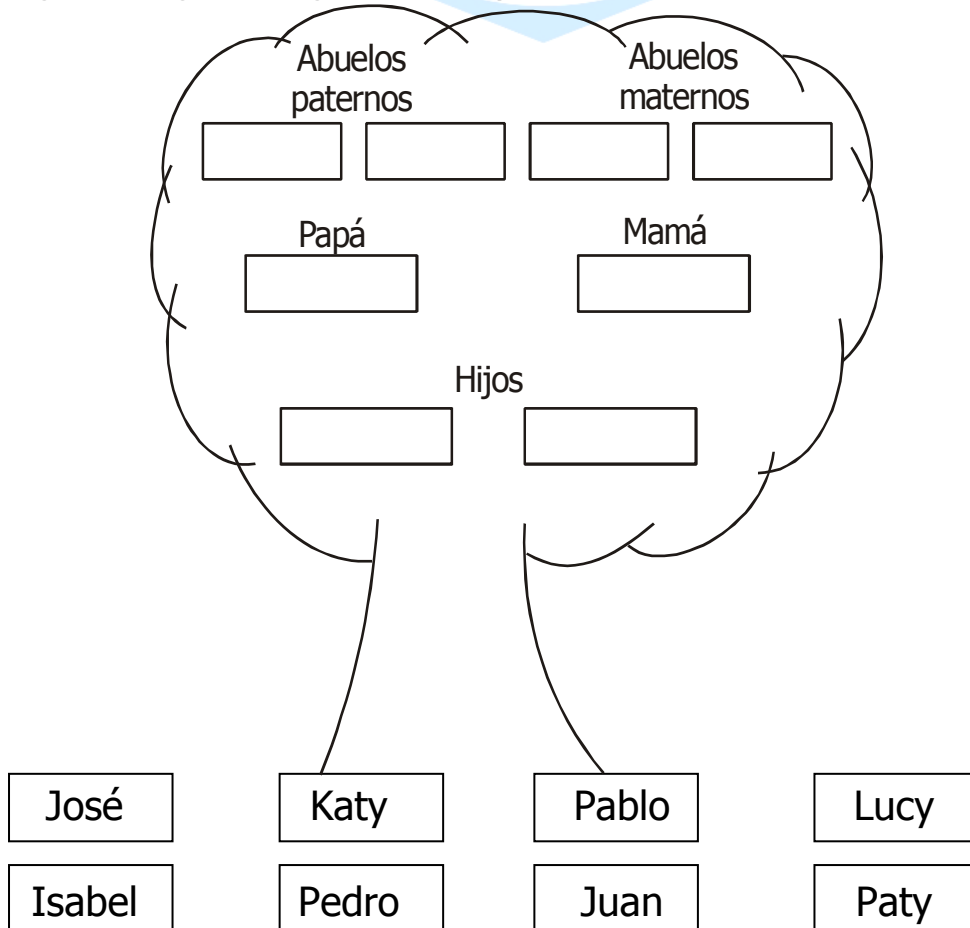 Abuelos paternos
Abuelos maternos
Papá
Mamá
Hijos
José
Katy
Pablo
Lucy
Isabel
Pedro
Juan
Paty